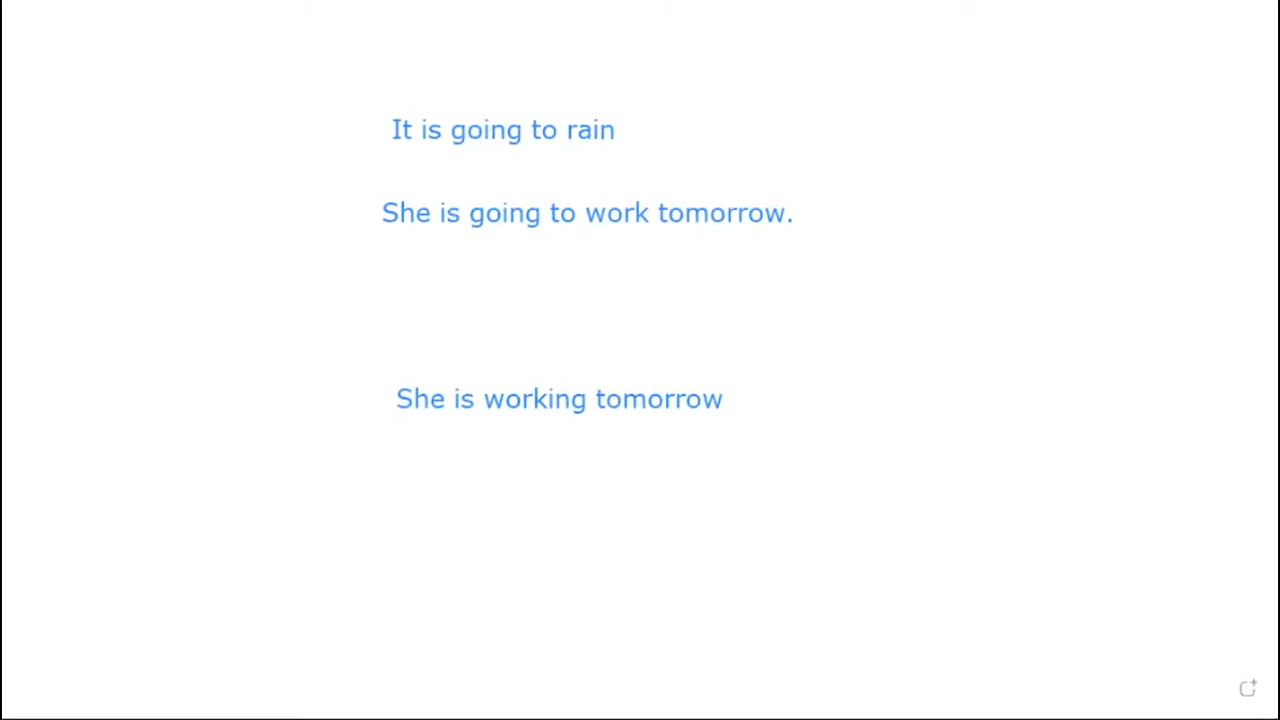 It is going to rain
She is going to work tomorrow.
She is working tomorrow